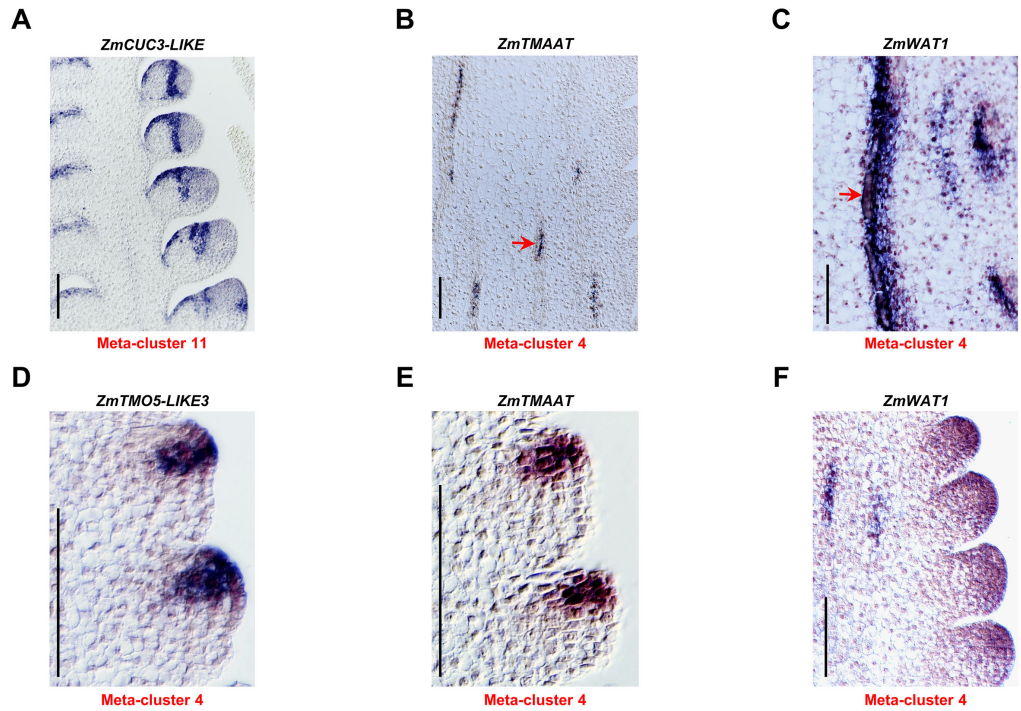 A
ZmCUC3-LIKE
Meta-cluster 11
B
ZmTMAAT
Meta-cluster 4
C
ZmWAT1
Meta-cluster 4
D
ZmTMO5-LIKE3
Meta-cluster 4
E
ZmTMAAT
Meta-cluster 4
F
ZmWAT1
Meta-cluster 4